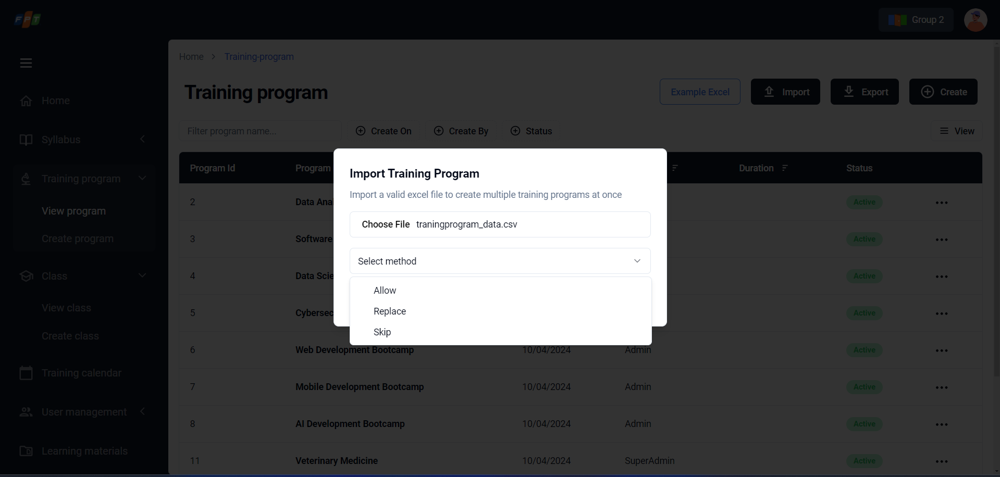 FPT
Group 2
Home
Syllabus
Training program
View program
Create program
Class
View class
Create class
Training calendar
User management
Learning materials
Home > Training-program
Training program
Example Excel
Import
Export
Create
Filter program name...
Create On
Create By
Status
View
Program Id Program Duration Status
2 Data Anal Active
3 Software Active
4 Data Scie Active
5 Cybersec Active
6 Web Development Bootcamp 10/04/2024 Admin Active
7 Mobile Development Bootcamp 10/04/2024 Admin Active
8 AI Development Bootcamp 10/04/2024 Admin Active
11 Veterinary Medicine 10/04/2024 SuperAdmin Active
Import Training Program
Import a valid excel file to create multiple training programs at once
Choose File traningprogram_data.csv
Select method
Allow
Replace
Skip